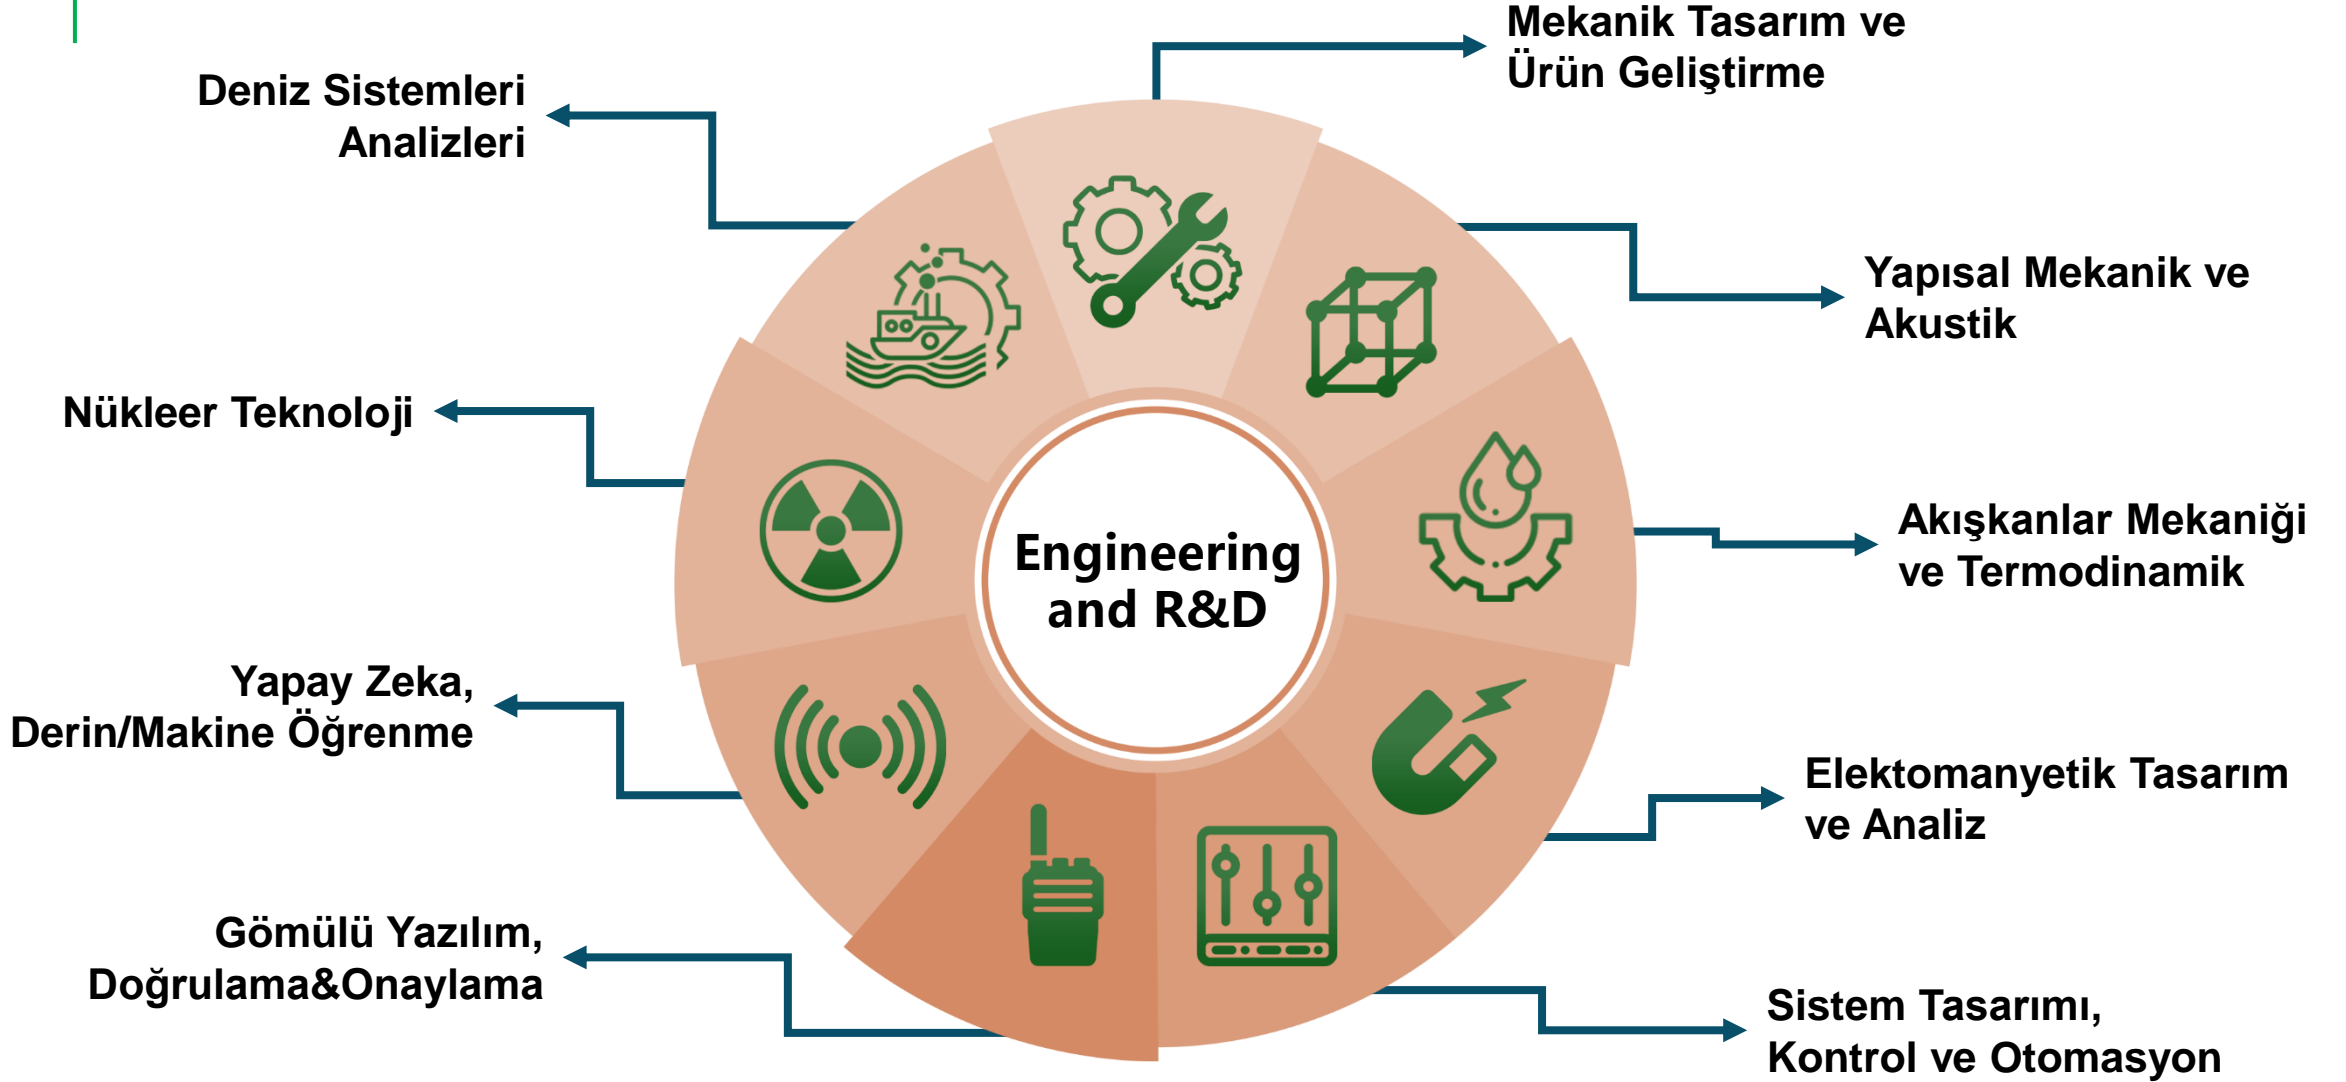 Mekanik Tasarım ve
Ürün Geliştirme
Deniz Sistemleri
Analizleri
Yapısal Mekanik ve
Akustik
Nükleer Teknoloji
Akışkanlar Mekaniği
ve Termodinamik
Engineering
and R&D
Yapay Zeka,
Derin/Makine Öğrenme
Elektomanyetik Tasarım
ve Analiz
Gömülü Yazılım,
Doğrulama&Onaylama
Sistem Tasarımı,
Kontrol ve Otomasyon